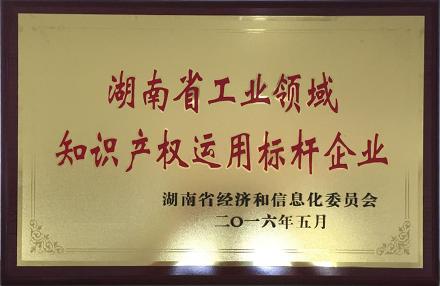 湖南省工业领域
知识产权运用标杆企业
湖南省经济和信息化委员会
二〇一六年五月